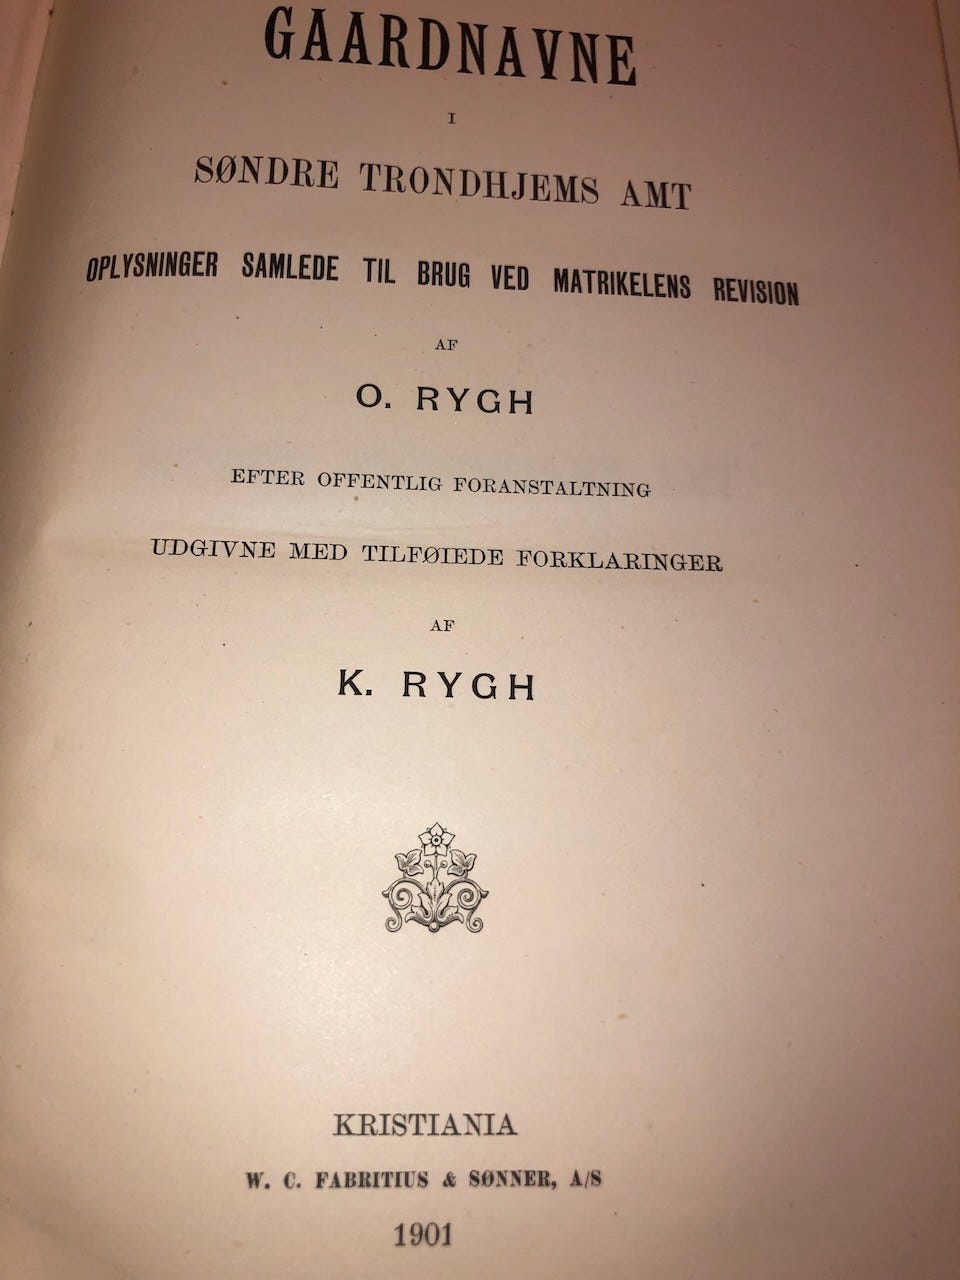 GAARDNAVNE
I
SØNDRE TRONDHJEMS AMT
OPLYSNINGER SAMLEDE TIL BRUG VED MATRIKELENS REVISION
AF
O. RYGH
EFTER OFFENTLIG FORANSTALTNING
UDGIVNE MED TILFØIEDE FORKLARINGER
AF
K. RYGH
KRISTIANIA
W. C. FABRITIUS & SØNNER, A/S
1901